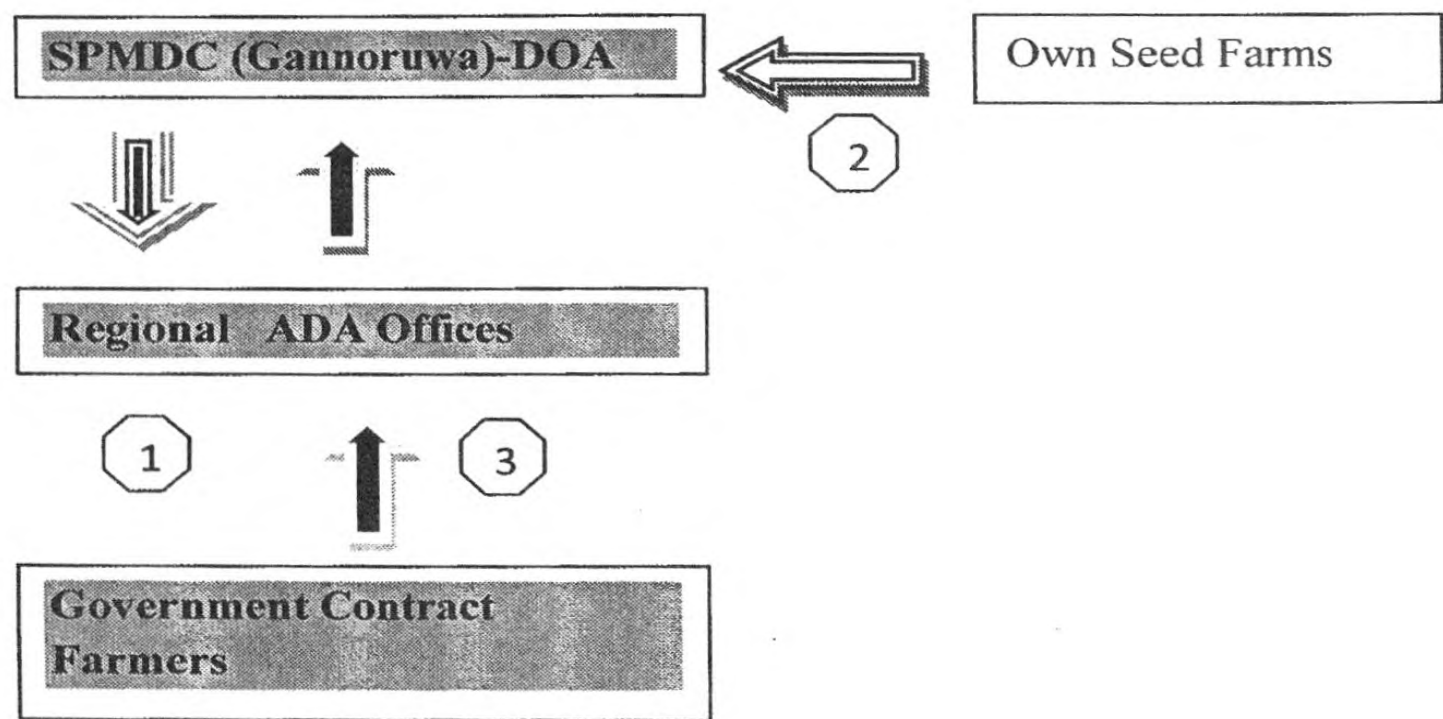 SPMDC (Gannoruwa)-DOA
Own Seed Farms
2
Regional ADA Offices
1
3
Government Contract
Farmers